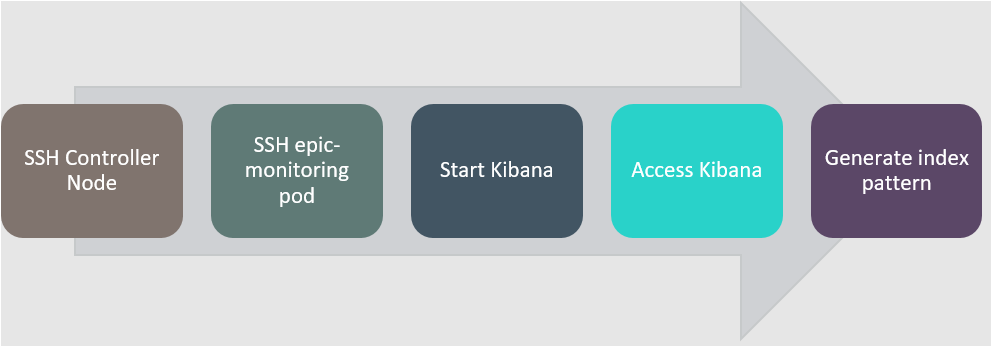 SSH Controller
Node
SSH epic-
monitoring
pod
Start Kibana
Access Kibana
Generate index
pattern